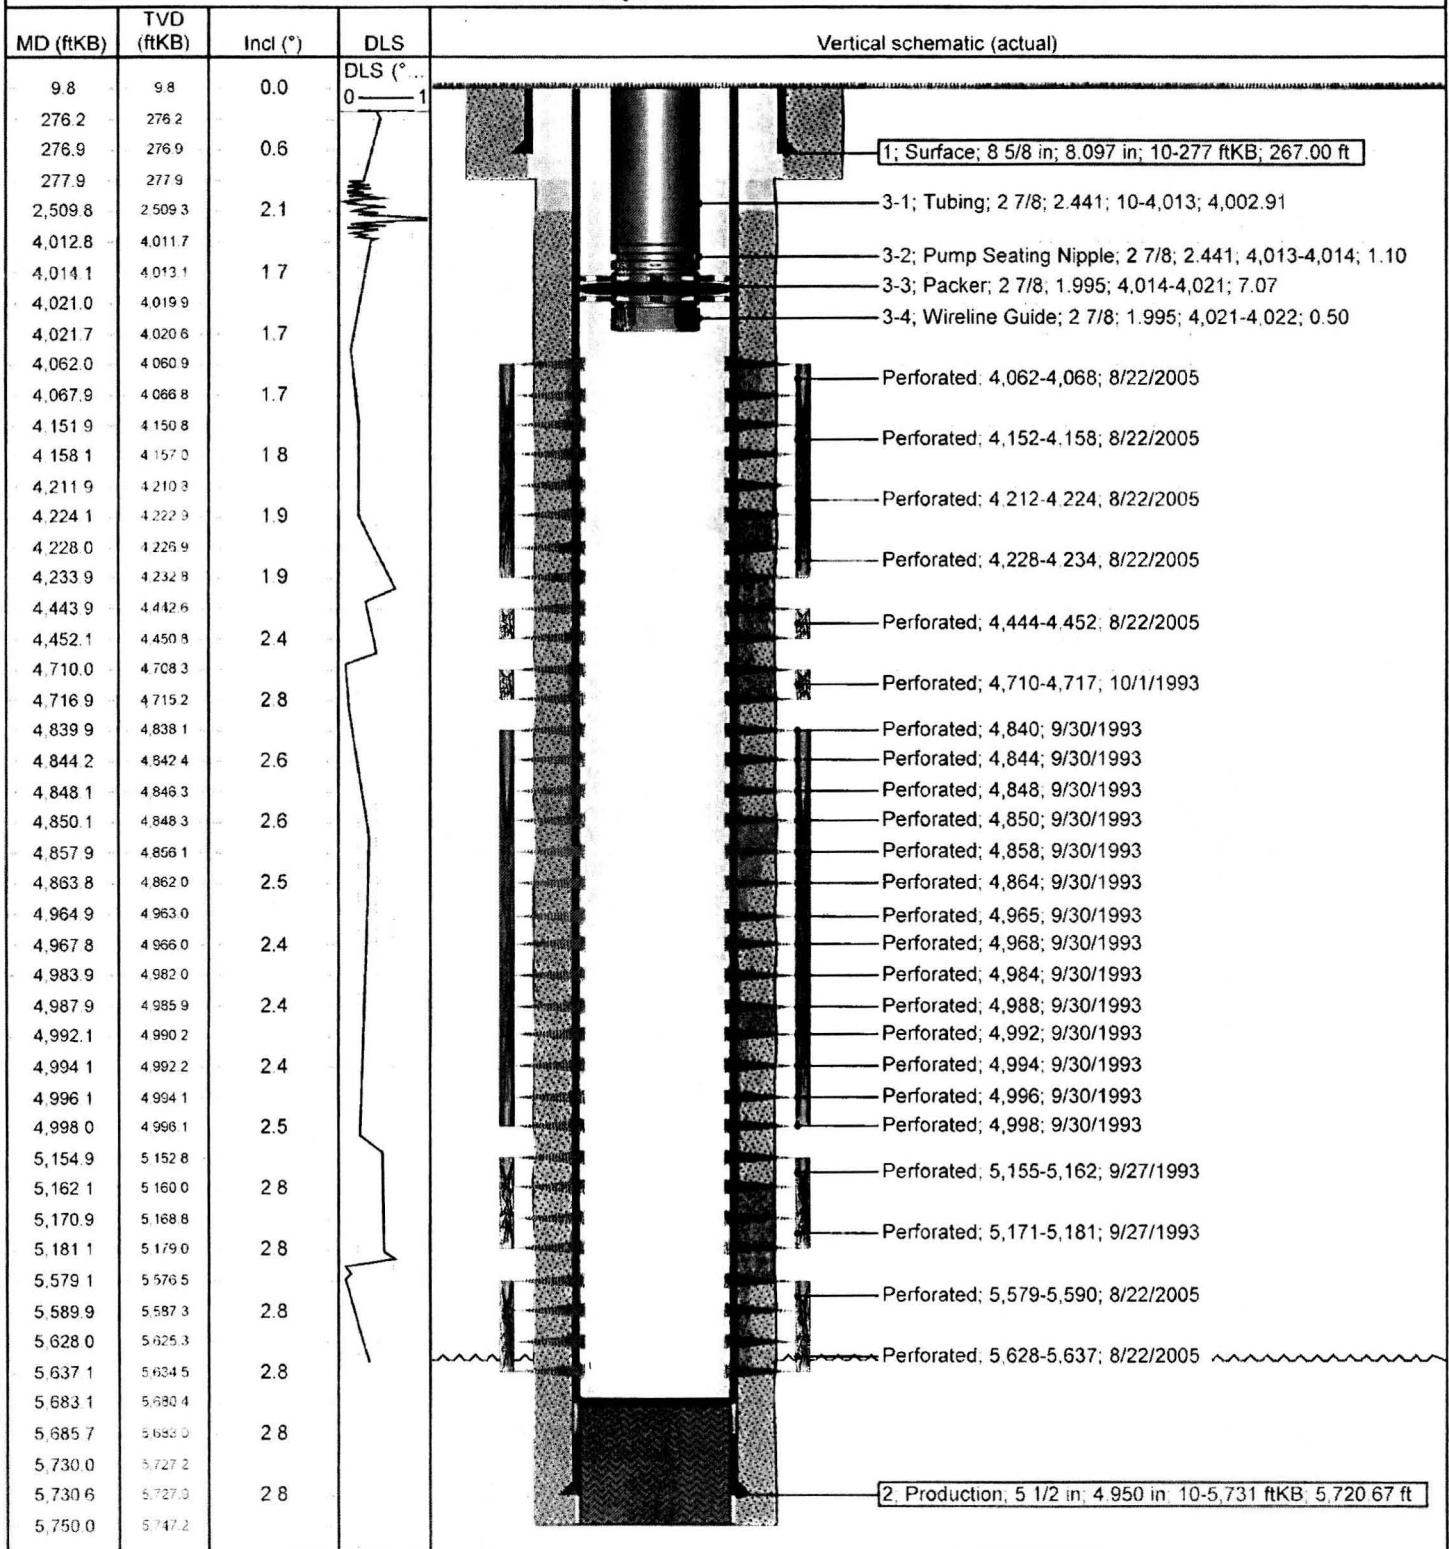 MD (ftKB) TVD (ftKB) Incl (°) DLS Vertical schematic (actual)
DLS (°...
0 1
9.8 9.8 0.0
276.2 276.2
276.9 276.9 0.6
1; Surface; 8 5/8 in; 8.097 in; 10-277 ftKB; 267.00 ft
277.9 277.9
3-1; Tubing; 2 7/8; 2.441; 10-4,013; 4,002.91
2,509.8 2,509.3 2.1
4,012.8 4,011.7
3-2; Pump Seating Nipple; 2 7/8; 2.441; 4,013-4,014; 1.10
4,014.1 4,013.1 1.7
3-3; Packer; 2 7/8; 1.995; 4,014-4,021; 7.07
4,021.0 4,019.9
3-4; Wireline Guide; 2 7/8; 1.995; 4,021-4,022; 0.50
4,021.7 4,020.6 1.7
4,062.0 4,060.9
Perforated; 4,062-4,068; 8/22/2005
4,067.9 4,066.8 1.7
4,151.9 4,150.8
Perforated; 4,152-4,158; 8/22/2005
4,158.1 4,157.0 1.8
4,211.9 4,210.8
Perforated; 4,212-4,224; 8/22/2005
4,224.1 4,222.9 1.9
4,228.0 4,226.9
Perforated; 4,228-4,234; 8/22/2005
4,233.9 4,232.8 1.9
4,443.9 4,442.6
Perforated; 4,444-4,452; 8/22/2005
4,452.1 4,450.8 2.4
4,710.0 4,708.3
Perforated; 4,710-4,717; 10/1/1993
4,716.9 4,715.2 2.8
4,839.9 4,838.1 Perforated; 4,840; 9/30/1993
4,844.2 4,842.4 2.6 Perforated; 4,844; 9/30/1993
4,848.1 4,846.3 Perforated; 4,848; 9/30/1993
4,850.1 4,848.3 2.6 Perforated; 4,850; 9/30/1993
4,857.9 4,856.1 Perforated; 4,858; 9/30/1993
4,863.8 4,862.0 2.5 Perforated; 4,864; 9/30/1993
4,964.9 4,963.0 Perforated; 4,965; 9/30/1993
4,967.8 4,966.0 2.4 Perforated; 4,968; 9/30/1993
4,983.9 4,982.0 Perforated; 4,984; 9/30/1993
4,987.9 4,985.9 2.4 Perforated; 4,988; 9/30/1993
4,992.1 4,990.2 Perforated; 4,992; 9/30/1993
4,994.1 4,992.2 2.4 Perforated; 4,994; 9/30/1993
4,996.1 4,994.1 Perforated; 4,996; 9/30/1993
4,998.0 4,996.1 2.5 Perforated; 4,998; 9/30/1993
5,154.9 5,152.8
Perforated; 5,155-5,162; 9/27/1993
5,162.1 5,160.0 2.8
5,170.9 5,168.8
Perforated; 5,171-5,181; 9/27/1993
5,181.1 5,179.0 2.8
5,579.1 5,576.5
Perforated; 5,579-5,590; 8/22/2005
5,589.9 5,587.3 2.8
5,628.0 5,625.3
Perforated; 5,628-5,637; 8/22/2005
5,637.1 5,634.5 2.8
5,683.1 5,680.4
5,685.7 5,683.0 2.8
5,730.0 5,727.2
5,730.6 5,727.9 2.8
2; Production; 5 1/2 in; 4.950 in; 10-5,731 ftKB; 5,720.67 ft
5,750.0 5,747.2